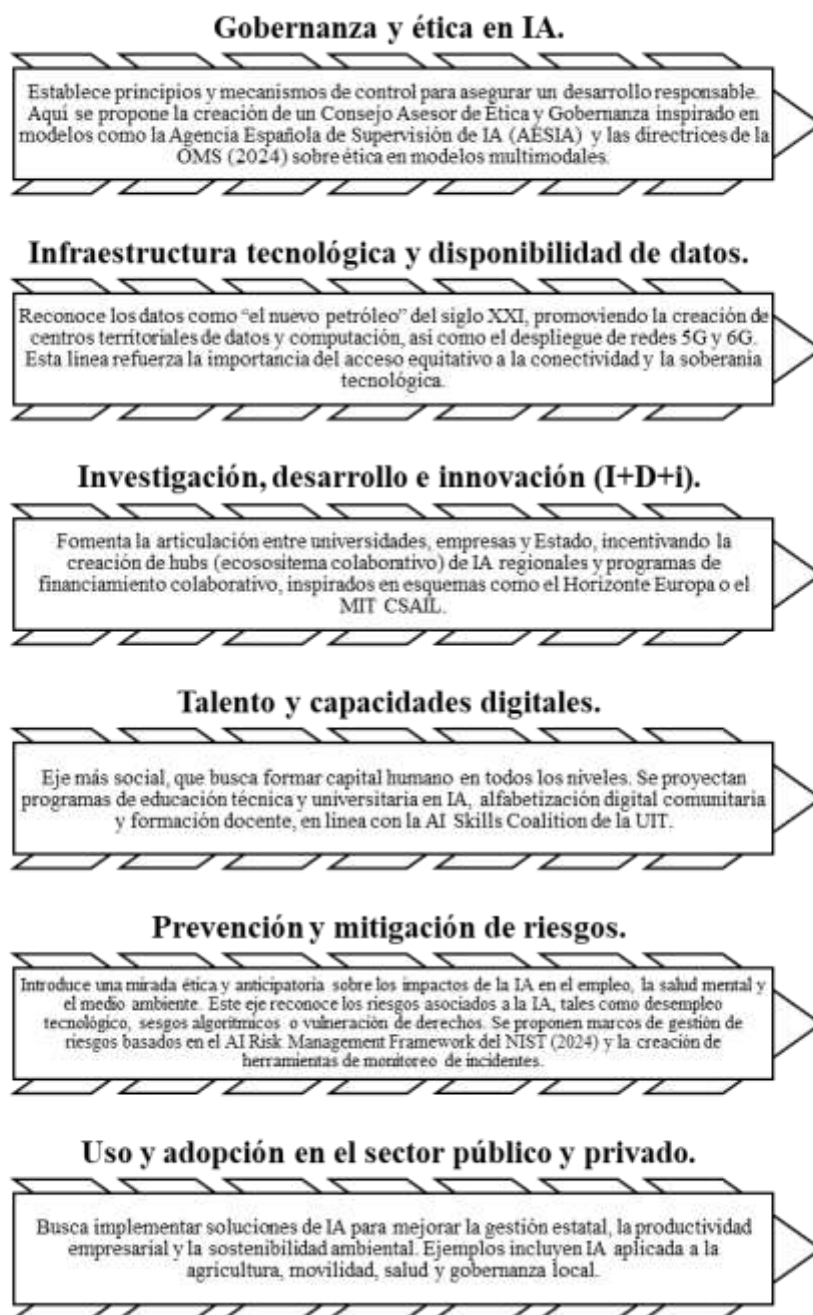 Gobernanza y ética en IA.
Establece principios y mecanismos de control para asegurar un desarrollo responsable.
Aquí se propone la creación de un Consejo Asesor de Ética y Gobernanza inspirado en
modelos como la Agencia Española de Supervisión de IA (AESIA) y las directrices de la
OMS (2024) sobre ética en modelos multimodales.
Infraestructura tecnológica y disponibilidad de datos.
Reconoce los datos como “el nuevo petróleo” del siglo XXI, promoviendo la creación de
centros territoriales de datos y computación, así como el despliegue de redes 5G y 6G.
Esta línea refuerza la importancia del acceso equitativo a la conectividad y la soberanía
tecnológica.
Investigación, desarrollo e innovación (I+D+i).
Fomenta la articulación entre universidades, empresas y Estado, incentivando la
creación de hubs (ecosositema colaborativo) de IA regionales y programas de
financiamiento colaborativo, inspirados en esquemas como el Horizonte Europa o el
MIT CSAIL.
Talento y capacidades digitales.
Eje más social, que busca formar capital humano en todos los niveles. Se proyectan
programas de educación técnica y universitaria en IA, alfabetización digital comunitaria
y formación docente, en línea con la AI Skills Coalition de la UIT.
Prevención y mitigación de riesgos.
Introduce una mirada ética y anticipatoria sobre los impactos de la IA en el empleo, la salud mental y
el medio ambiente. Este eje reconoce los riesgos asociados a la IA, tales como desempleo
tecnológico, sesgos algorítmicos o vulneración de derechos. Se proponen marcos de gestión de
riesgos basados en el AI Risk Management Framework del NIST (2024) y la creación de
herramientas de monitoreo de incidentes.
Uso y adopción en el sector público y privado.
Busca implementar soluciones de IA para mejorar la gestión estatal, la productividad
empresarial y la sostenibilidad ambiental. Ejemplos incluyen IA aplicada a la
agricultura, movilidad, salud y gobernanza local.